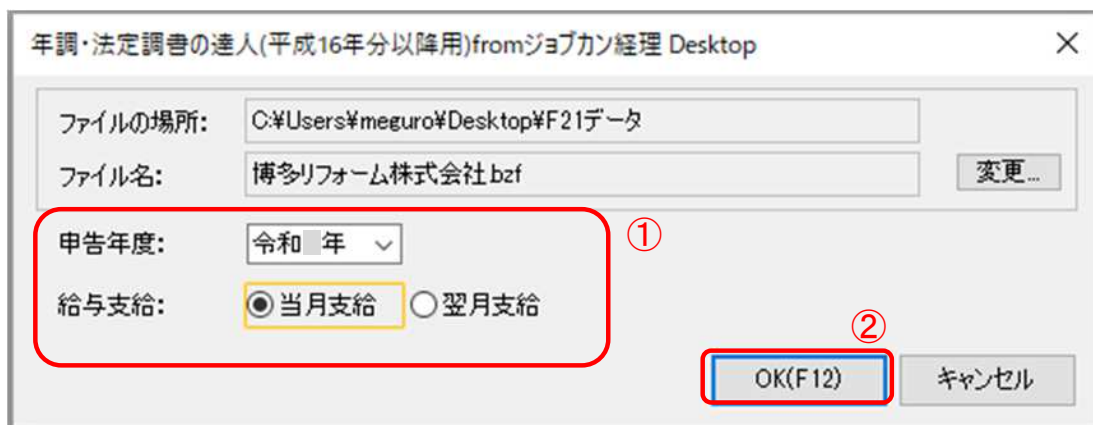 年調・法定調書の達人(平成16年分以降用)fromジョブカン経理 Desktop
ファイルの場所: C:¥Users¥meguro¥Desktop¥F21データ
ファイル名: 博多リフォーム株式会社.bzf 変更...
申告年度: 令和 年 ①
給与支給: 当月支給 翌月支給
②
OK(F12) キャンセル